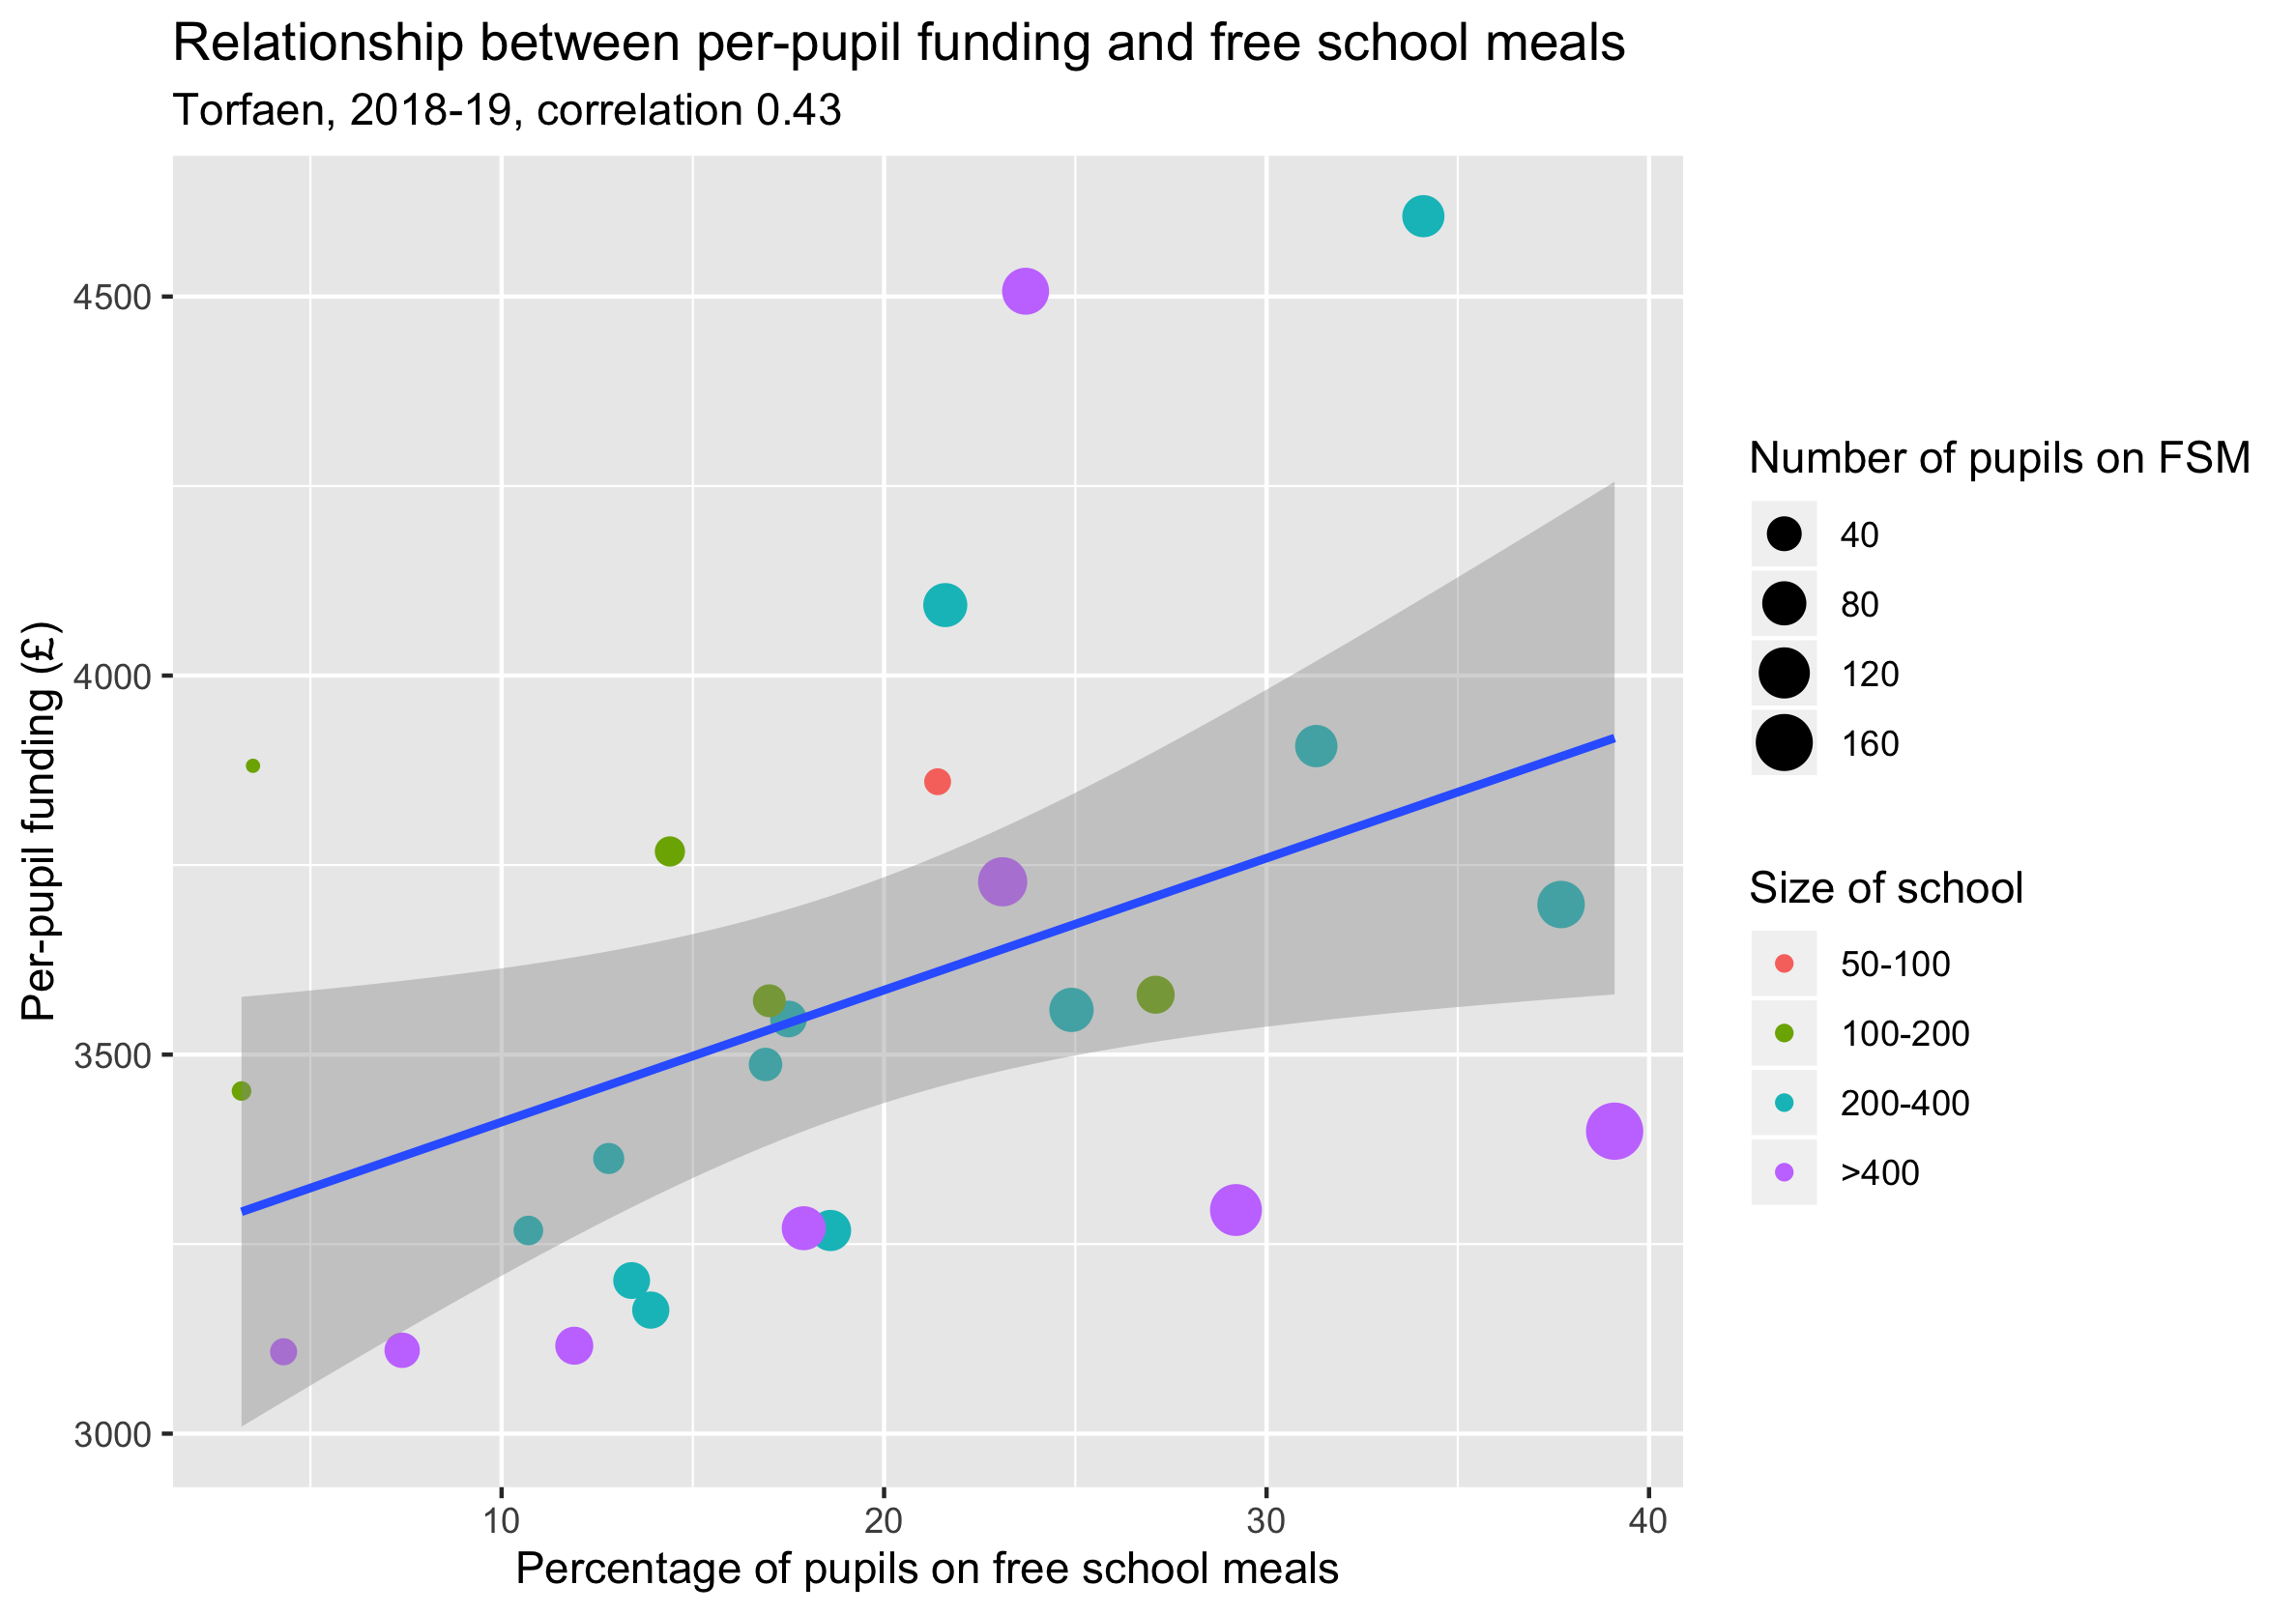 Relationship between per-pupil funding and free school meals
Torfaen, 2018-19, correlation 0.43
Per-pupil funding (£)
4500
4000
3500
3000
10
20
30
40
Percentage of pupils on free school meals
Number of pupils on FSM
40
80
120
160
Size of school
50-100
100-200
200-400
>400